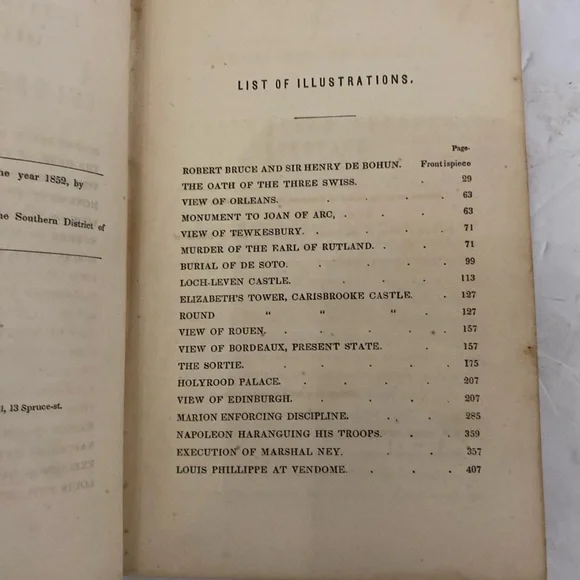 he year 1852, by
he Southern District of
13 Spruce-st.
LIST OF ILLUSTRATIONS.
Page.
ROBERT BRUCE AND SIR HENRY DE BOHUN. Frontispiece
THE OATH OF THE THREE SWISS. . 29
VIEW OF ORLEANS. . . . 63
MONUMENT TO JOAN OF ARC, . . . 63
VIEW OF TEWKESBURY. . . . 71
MURDER OF THE EARL OF RUTLAND. . . 71
BURIAL OF DE SOTO. . . . 99
LOCH-LEVEN CASTLE. . . . 113
ELIZABETH'S TOWER, CARISBROOKE CASTLE. . 127
ROUND " " " . 127
VIEW OF ROUEN. . . . . 157
VIEW OF BORDEAUX, PRESENT STATE. . . 157
THE SORTIE. . . . . 175
HOLYROOD PALACE. . . . . 207
VIEW OF EDINBURGH. . . . 207
MARION ENFORCING DISCIPLINE. . . 285
NAPOLEON HARANGUING HIS TROOPS. . . 359
EXECUTION OF MARSHAL NEY. . . 357
LOUIS PHILLIPPE AT VENDOME. . . . 407